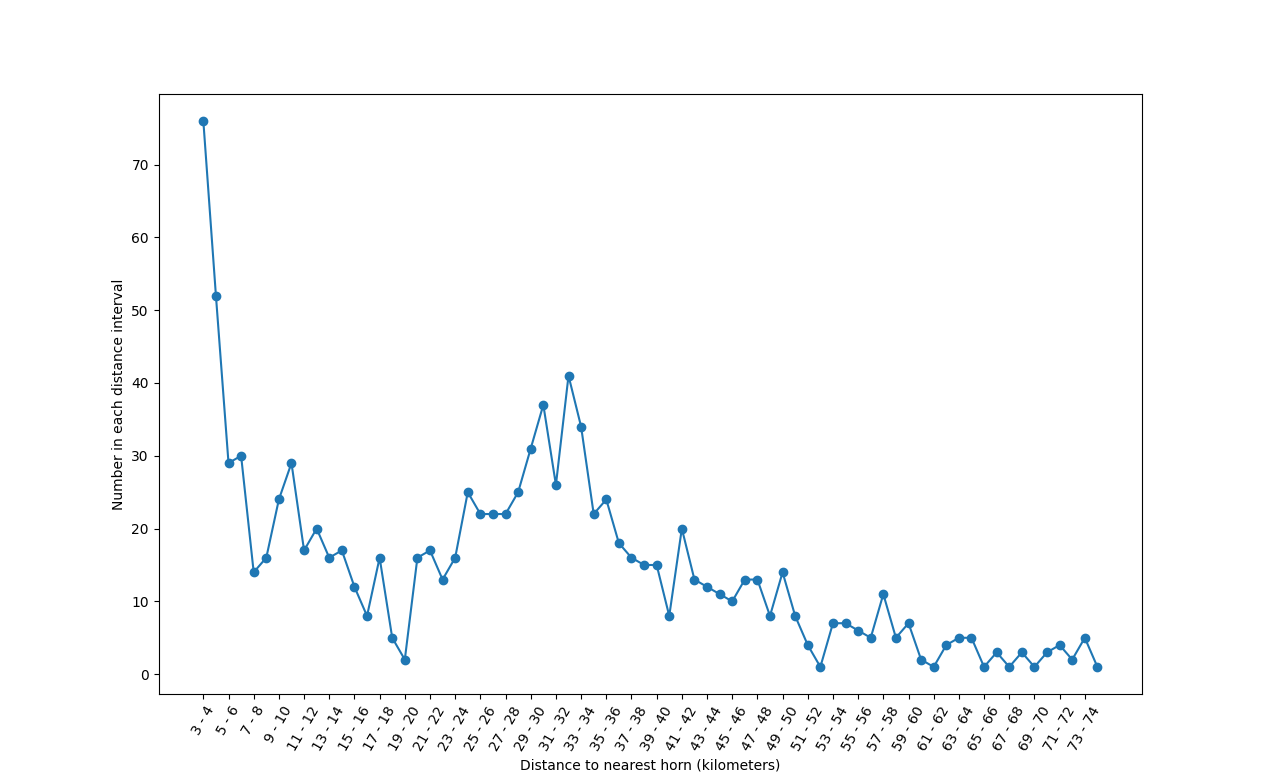 Number in each distance interval
70
60
50
40
30
20
10
0
3 - 4
5 - 6
7 - 8
9 - 10
11 - 12
13 - 14
15 - 16
17 - 18
19 - 20
21 - 22
23 - 24
25 - 26
27 - 28
29 - 30
31 - 32
33 - 34
35 - 36
37 - 38
39 - 40
41 - 42
43 - 44
45 - 46
47 - 48
49 - 50
51 - 52
53 - 54
55 - 56
57 - 58
59 - 60
61 - 62
63 - 64
65 - 66
67 - 68
69 - 70
71 - 72
73 - 74
Distance to nearest horn (kilometers)